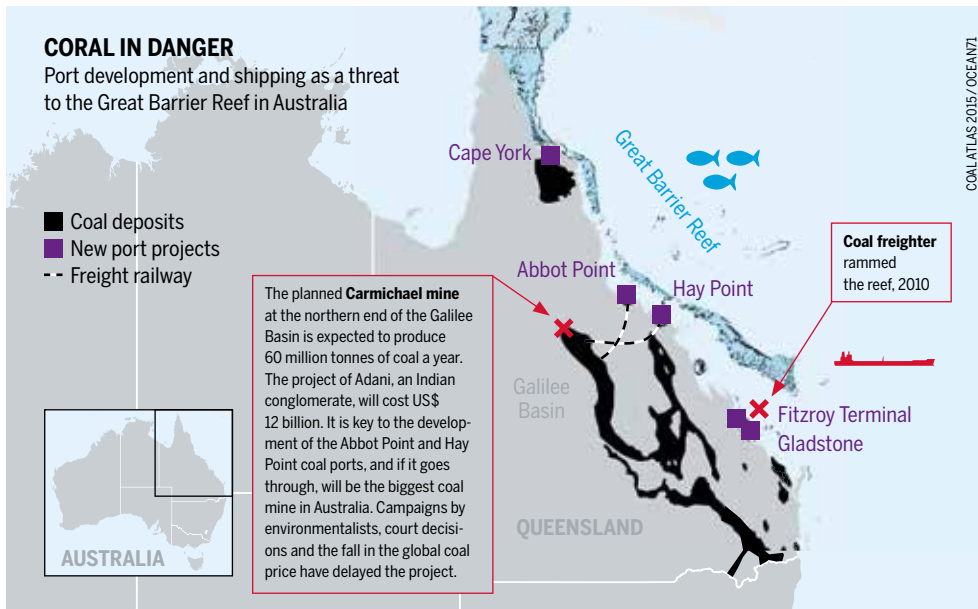 CORAL IN DANGER
Port development and shipping as a threat
to the Great Barrier Reef in Australia
COAL ATLAS 2015 / OCEAN71
Cape York
Great Barrier Reef
Coal deposits
New port projects
Freight railway
Abbot Point
Hay Point
Coal freighter
rammed
the reef, 2010
The planned Carmichael mine
at the northern end of the Galilee
Basin is expected to produce
60 million tonnes of coal a year.
The project of Adani, an Indian
conglomerate, will cost US$
12 billion. It is key to the develop-
ment of the Abbot Point and Hay
Point coal ports, and if it goes
through, will be the biggest coal
mine in Australia. Campaigns by
environmentalists, court decisi-
ons and the fall in the global coal
price have delayed the project.
Galilee
Basin
Fitzroy Terminal
Gladstone
QUEENSLAND
AUSTRALIA